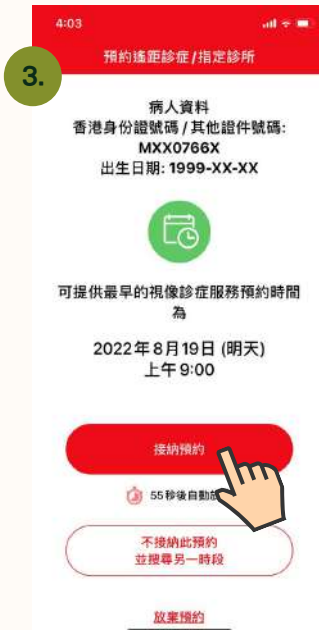 4:03
預約遙距診症/指定診所
3.
病人資料
香港身份證號碼 / 其他證件號碼:
MXX0766X
出生日期: 1999-XX-XX
可提供最早的視像診症服務預約時間
為
2022年8月19日 (明天)
上午 9:00
接納預約
55 秒後自動放
不接納此預約
並搜尋另一時段
放棄預約